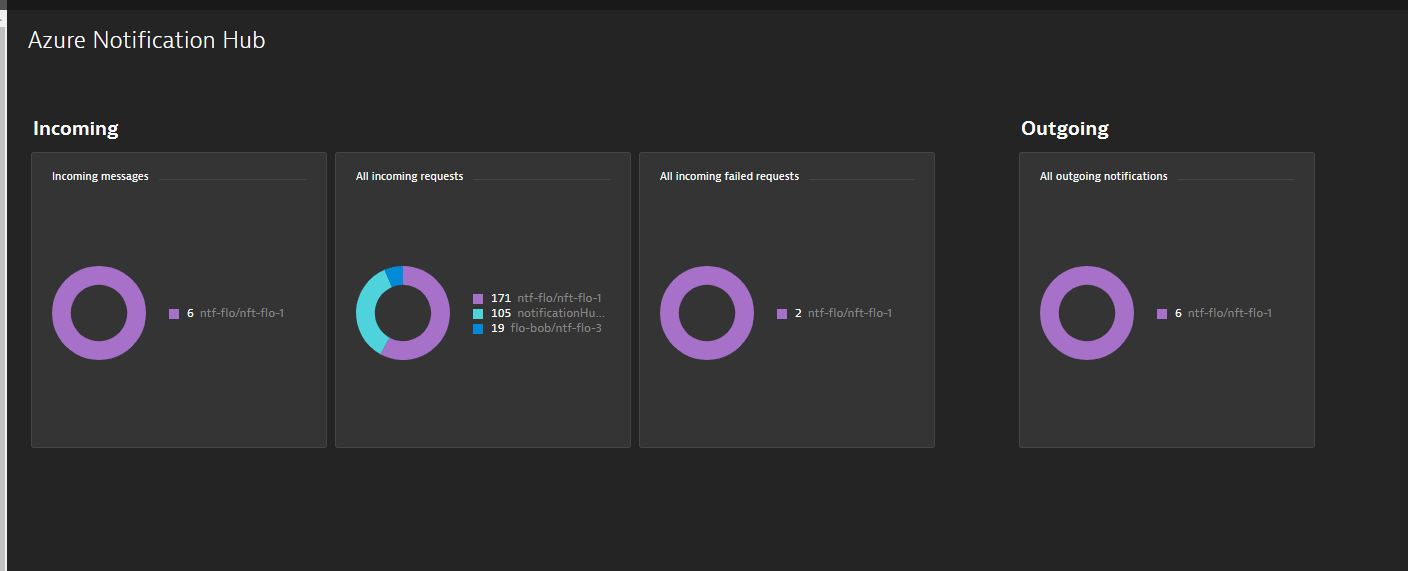 Azure Notification Hub
Incoming
Outgoing
Incoming messages
All incoming requests
All incoming failed requests
All outgoing notifications
6 ntf-flo/nft-flo-1
171 ntf-flo/nft-flo-1
105 notificationHu...
19 flo-bob/ntf-flo-3
2 ntf-flo/nft-flo-1
6 ntf-flo/nft-flo-1